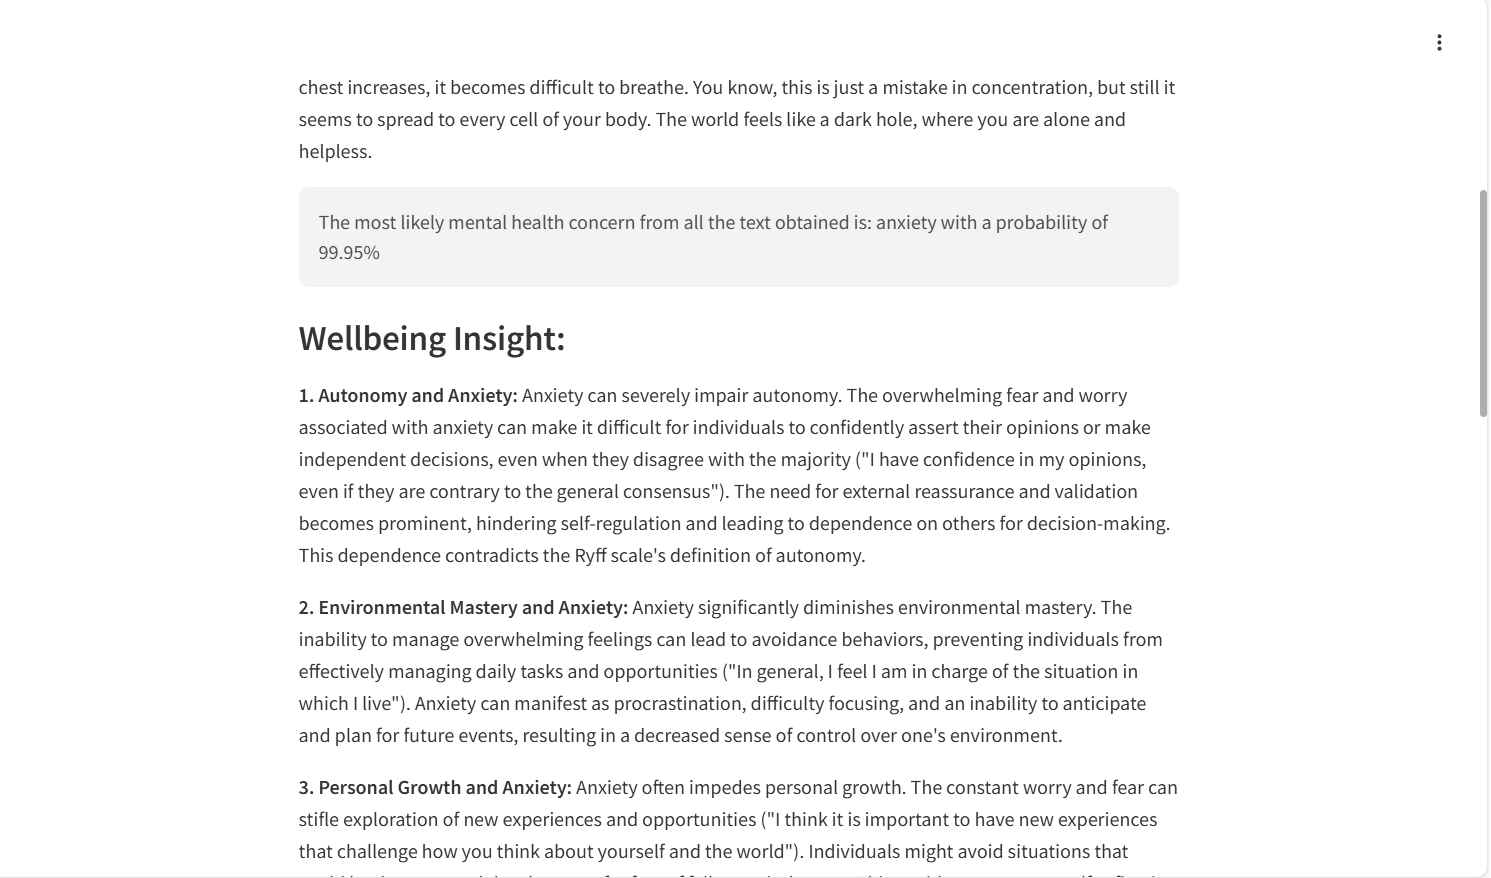 chest increases, it becomes difficult to breathe. You know, this is just a mistake in concentration, but still it
seems to spread to every cell of your body. The world feels like a dark hole, where you are alone and
helpless.
The most likely mental health concern from all the text obtained is: anxiety with a probability of
99.95%
Wellbeing Insight:
1. Autonomy and Anxiety: Anxiety can severely impair autonomy. The overwhelming fear and worry
associated with anxiety can make it difficult for individuals to confidently assert their opinions or make
independent decisions, even when they disagree with the majority ("I have confidence in my opinions,
even if they are contrary to the general consensus"). The need for external reassurance and validation
becomes prominent, hindering self-regulation and leading to dependence on others for decision-making.
This dependence contradicts the Ryff scale's definition of autonomy.
2. Environmental Mastery and Anxiety: Anxiety significantly diminishes environmental mastery. The
inability to manage overwhelming feelings can lead to avoidance behaviors, preventing individuals from
effectively managing daily tasks and opportunities ("In general, I feel I am in charge of the situation in
which I live"). Anxiety can manifest as procrastination, difficulty focusing, and an inability to anticipate
and plan for future events, resulting in a decreased sense of control over one's environment.
3. Personal Growth and Anxiety: Anxiety often impedes personal growth. The constant worry and fear can
stifle exploration of new experiences and opportunities ("I think it is important to have new experiences
that challenge how you think about yourself and the world"). Individuals might avoid situations that